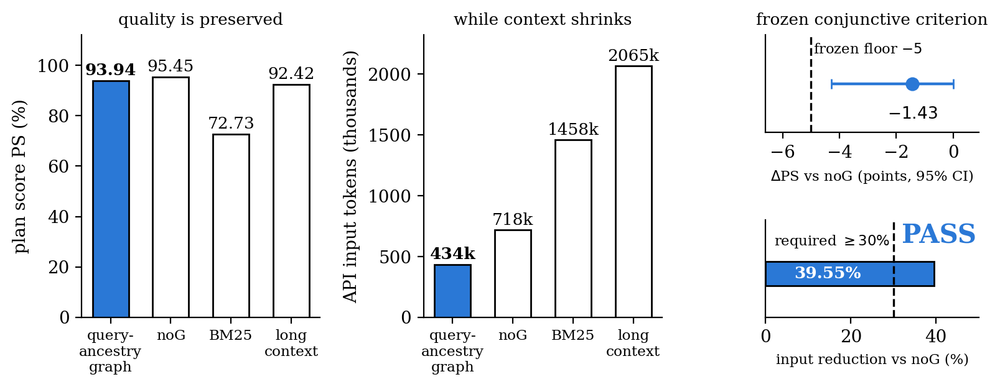 quality is preserved
plan score PS (%)
100
80
60
40
20
0
93.94
95.45
72.73
92.42
query-
ancestry
graph
noG
BM25
long
context
while context shrinks
API input tokens (thousands)
2000
1500
1000
500
0
434k
718k
1458k
2065k
query-
ancestry
graph
noG
BM25
long
context
frozen conjunctive criterion
frozen floor −5
−1.43
−6 −4 −2 0
ΔPS vs noG (points, 95% CI)
required ≥30%
PASS
39.55%
0 20 40
input reduction vs noG (%)